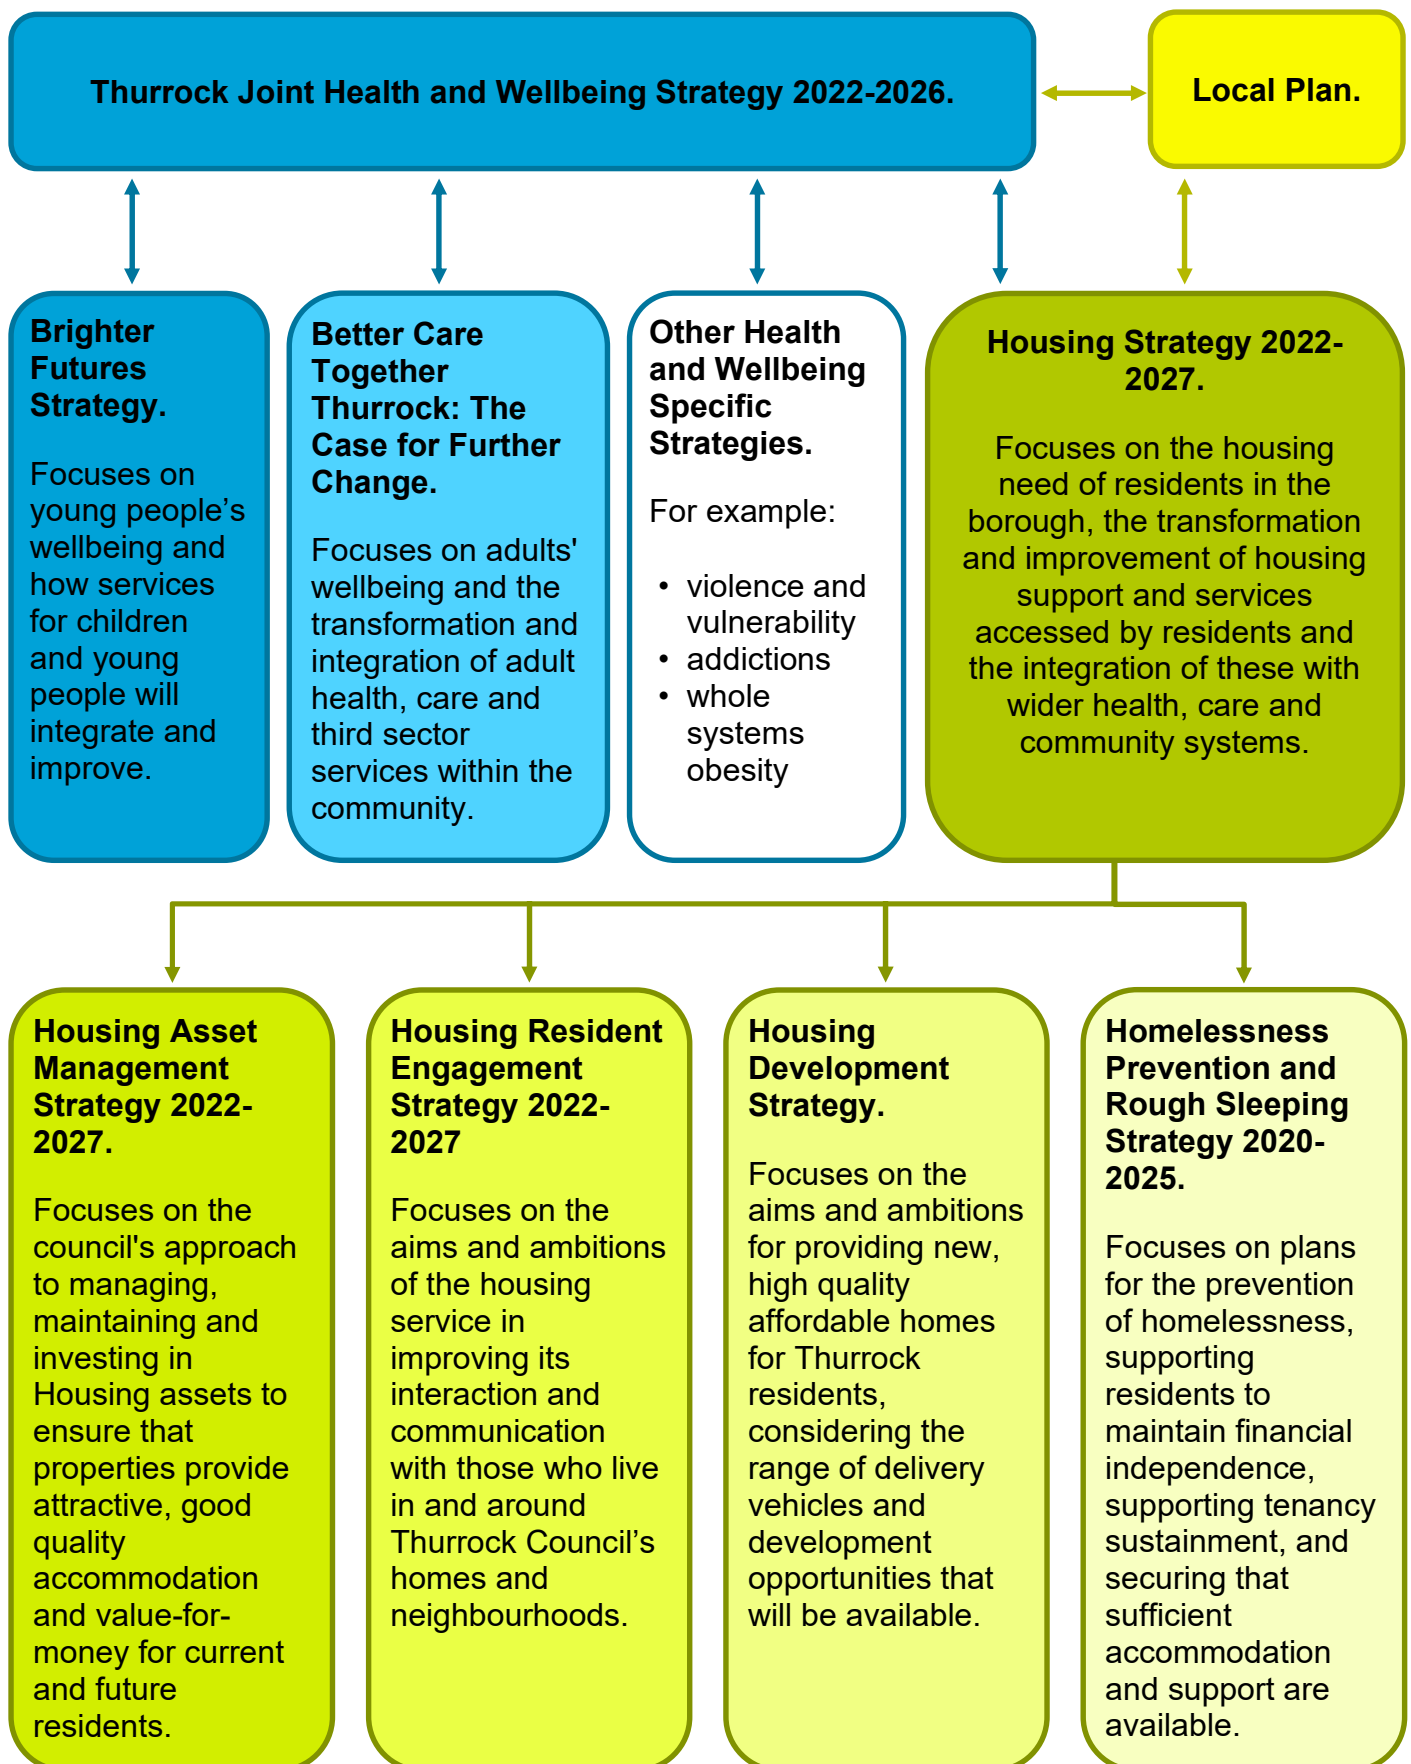 Thurrock Joint Health and Wellbeing Strategy 2022-2026.
Local Plan.
Brighter
Futures
Strategy.
Focuses on
young people’s
wellbeing and
how services
for children
and young
people will
integrate and
improve.
Better Care
Together
Thurrock: The
Case for Further
Change.
Focuses on adults'
wellbeing and the
transformation and
integration of adult
health, care and
third sector
services within the
community.
Other Health
and Wellbeing
Specific
Strategies.
For example:
• violence and
vulnerability
• addictions
• whole
systems
obesity
Housing Strategy 2022-
2027.
Focuses on the housing
need of residents in the
borough, the transformation
and improvement of housing
support and services
accessed by residents and
the integration of these with
wider health, care and
community systems.
Housing Asset
Management
Strategy 2022-
2027.
Focuses on the
council's approach
to managing,
maintaining and
investing in
Housing assets to
ensure that
properties provide
attractive, good
quality
accommodation
and value-for-
money for current
and future
residents.
Housing Resident
Engagement
Strategy 2022-
2027
Focuses on the
aims and ambitions
of the housing
service in
improving its
interaction and
communication
with those who live
in and around
Thurrock Council’s
homes and
neighbourhoods.
Housing
Development
Strategy.
Focuses on the
aims and ambitions
for providing new,
high quality
affordable homes
for Thurrock
residents,
considering the
range of delivery
vehicles and
development
opportunities that
will be available.
Homelessness
Prevention and
Rough Sleeping
Strategy 2020-
2025.
Focuses on plans
for the prevention
of homelessness,
supporting
residents to
maintain financial
independence,
supporting tenancy
sustainment, and
securing that
sufficient
accommodation
and support are
available.